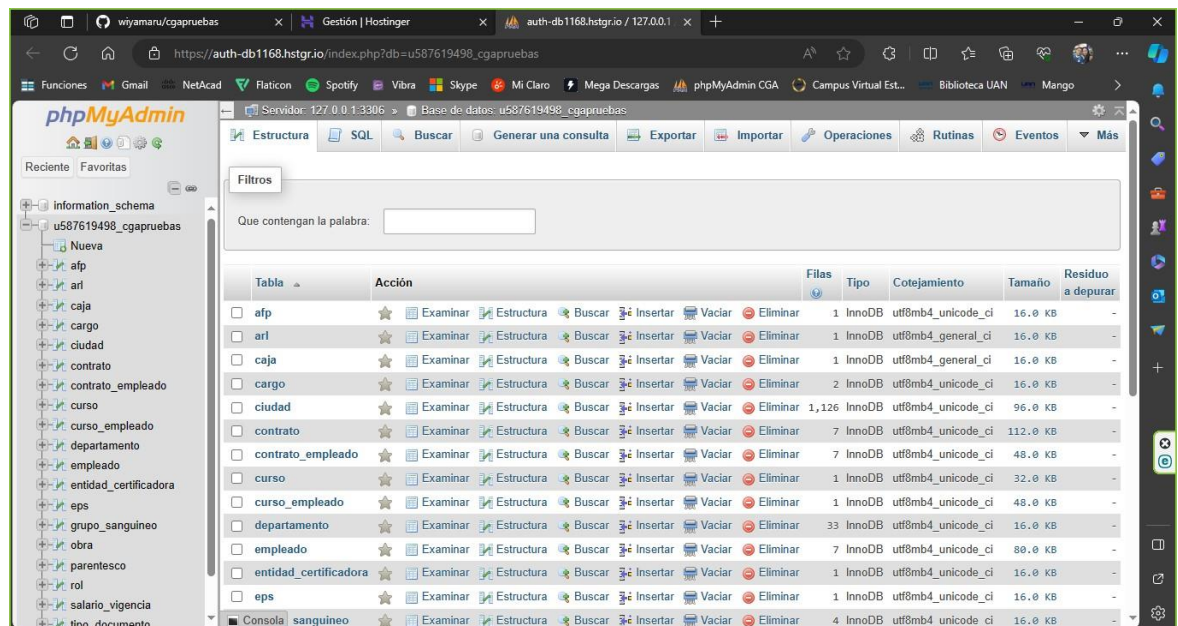 wiyamaru/cgapruebas
Gestión | Hostinger
auth-db1168.hstgr.io / 127.0.0.1
https://auth-db1168.hstgr.io/index.php?db=u587619498_cgapruebas
Funciones Gmail NetAcad Flaticon Spotify Vibra Skype Mi Claro Mega Descargas phpMyAdmin CGA Campus Virtual Est... Biblioteca UAN Mango
phpMyAdmin
Reciente Favoritas
information_schema
u587619498_cgapruebas
Nueva
afp
arl
caja
cargo
ciudad
contrato
contrato_empleado
curso
curso_empleado
departamento
empleado
entidad_certificadora
eps
grupo_sanguineo
obra
parentesco
rol
salario_vigencia
tipo_documento
Servidor: 127.0.0.1:3306 » Base de datos: u587619498_cgapruebas
Estructura SQL Buscar Generar una consulta Exportar Importar Operaciones Rutinas Eventos Más
Filtros
Que contengan la palabra:
Tabla Acción Filas Tipo Cotejamiento Tamaño Residuo a depurar
afp Examinar Estructura Buscar Insertar Vaciar Eliminar 1 InnoDB utf8mb4_unicode_ci 16.0 KB -
arl Examinar Estructura Buscar Insertar Vaciar Eliminar 1 InnoDB utf8mb4_general_ci 16.0 KB -
caja Examinar Estructura Buscar Insertar Vaciar Eliminar 1 InnoDB utf8mb4_general_ci 16.0 KB -
cargo Examinar Estructura Buscar Insertar Vaciar Eliminar 2 InnoDB utf8mb4_unicode_ci 16.0 KB -
ciudad Examinar Estructura Buscar Insertar Vaciar Eliminar 1,126 InnoDB utf8mb4_unicode_ci 96.0 KB -
contrato Examinar Estructura Buscar Insertar Vaciar Eliminar 7 InnoDB utf8mb4_unicode_ci 112.0 KB -
contrato_empleado Examinar Estructura Buscar Insertar Vaciar Eliminar 7 InnoDB utf8mb4_unicode_ci 48.0 KB -
curso Examinar Estructura Buscar Insertar Vaciar Eliminar 1 InnoDB utf8mb4_unicode_ci 32.0 KB -
curso_empleado Examinar Estructura Buscar Insertar Vaciar Eliminar 1 InnoDB utf8mb4_unicode_ci 48.0 KB -
departamento Examinar Estructura Buscar Insertar Vaciar Eliminar 33 InnoDB utf8mb4_unicode_ci 16.0 KB -
empleado Examinar Estructura Buscar Insertar Vaciar Eliminar 7 InnoDB utf8mb4_unicode_ci 80.0 KB -
entidad_certificadora Examinar Estructura Buscar Insertar Vaciar Eliminar 1 InnoDB utf8mb4_unicode_ci 16.0 KB -
eps Examinar Estructura Buscar Insertar Vaciar Eliminar 1 InnoDB utf8mb4_unicode_ci 16.0 KB -
Consola sanguineo Examinar Estructura Buscar Insertar Vaciar Eliminar 4 InnoDB utf8mb4_unicode_ci 16.0 KB -